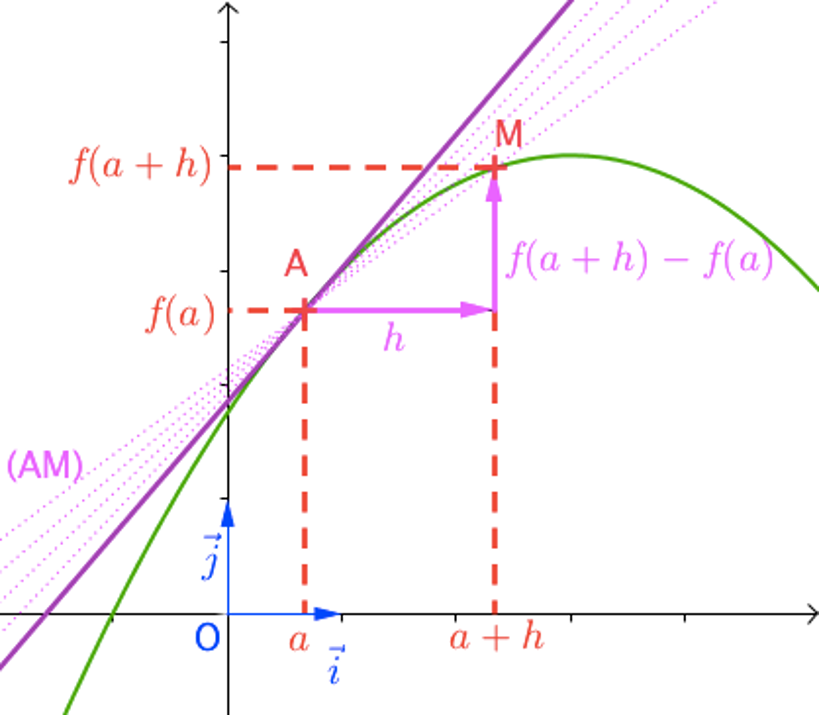 M
f(a + h)
A
f(a + h) − f(a)
f(a)
h
(AM)
j⃗
O
a
a + h
i⃗